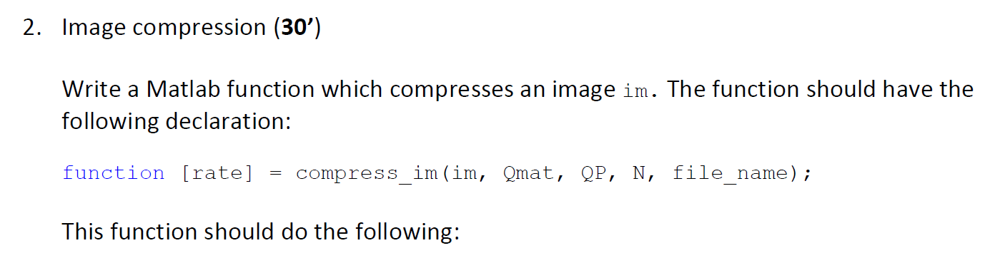 2. Image compression (30’)
Write a Matlab function which compresses an image im. The function should have the
following declaration:
function [rate] = compress_im(im, Qmat, QP, N, file_name);
This function should do the following: